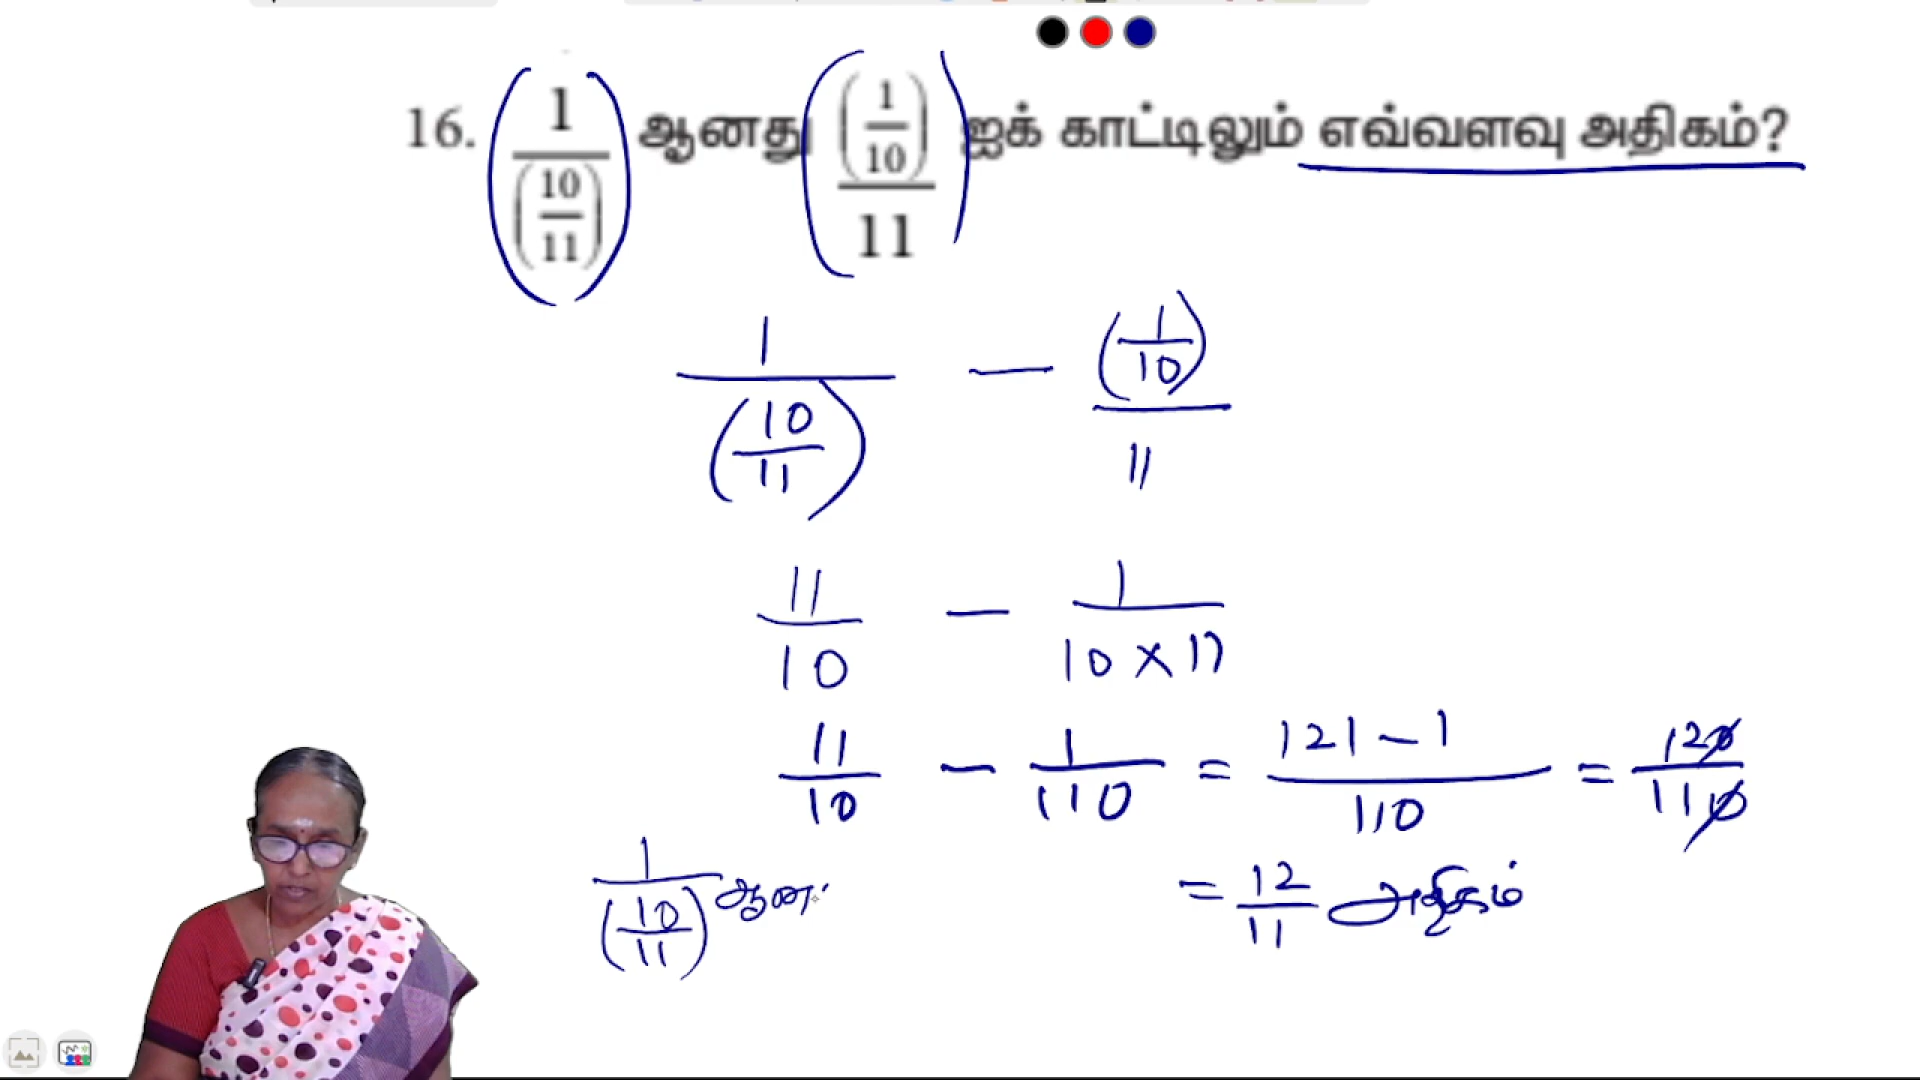 16. 1/(10/11) ஆனது (1/10)/11 ஐக் காட்டிலும் எவ்வளவு அதிகம்?
1/(10/11) — (1/10)/11
11/10 — 1/(10 × 11)
11/10 — 1/110 = (121 – 1)/110 = 120/110
1/(10/11) ஆன = 12/11 அதிகம்